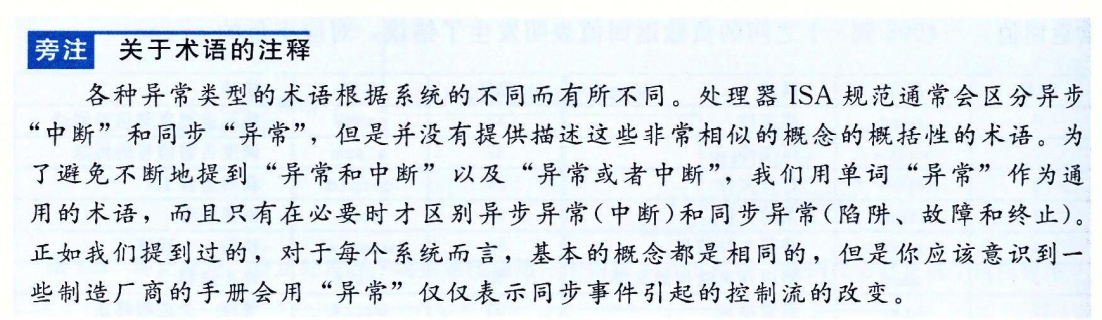 旁注 关于术语的注释
各种异常类型的术语根据系统的不同而有所不同。处理器 ISA 规范通常会区分异步
“中断”和同步“异常”，但是并没有提供描述这些非常相似的概念的概括性的术语。为
了避免不断地提到“异常和中断”以及“异常或者中断”，我们用单词“异常”作为通
用的术语，而且只有在必要时才区别异步异常(中断)和同步异常(陷阱、故障和终止)。
正如我们提到过的，对于每个系统而言，基本的概念都是相同的，但是你应该意识到一
些制造厂商的手册会用“异常”仅仅表示同步事件引起的控制流的改变。